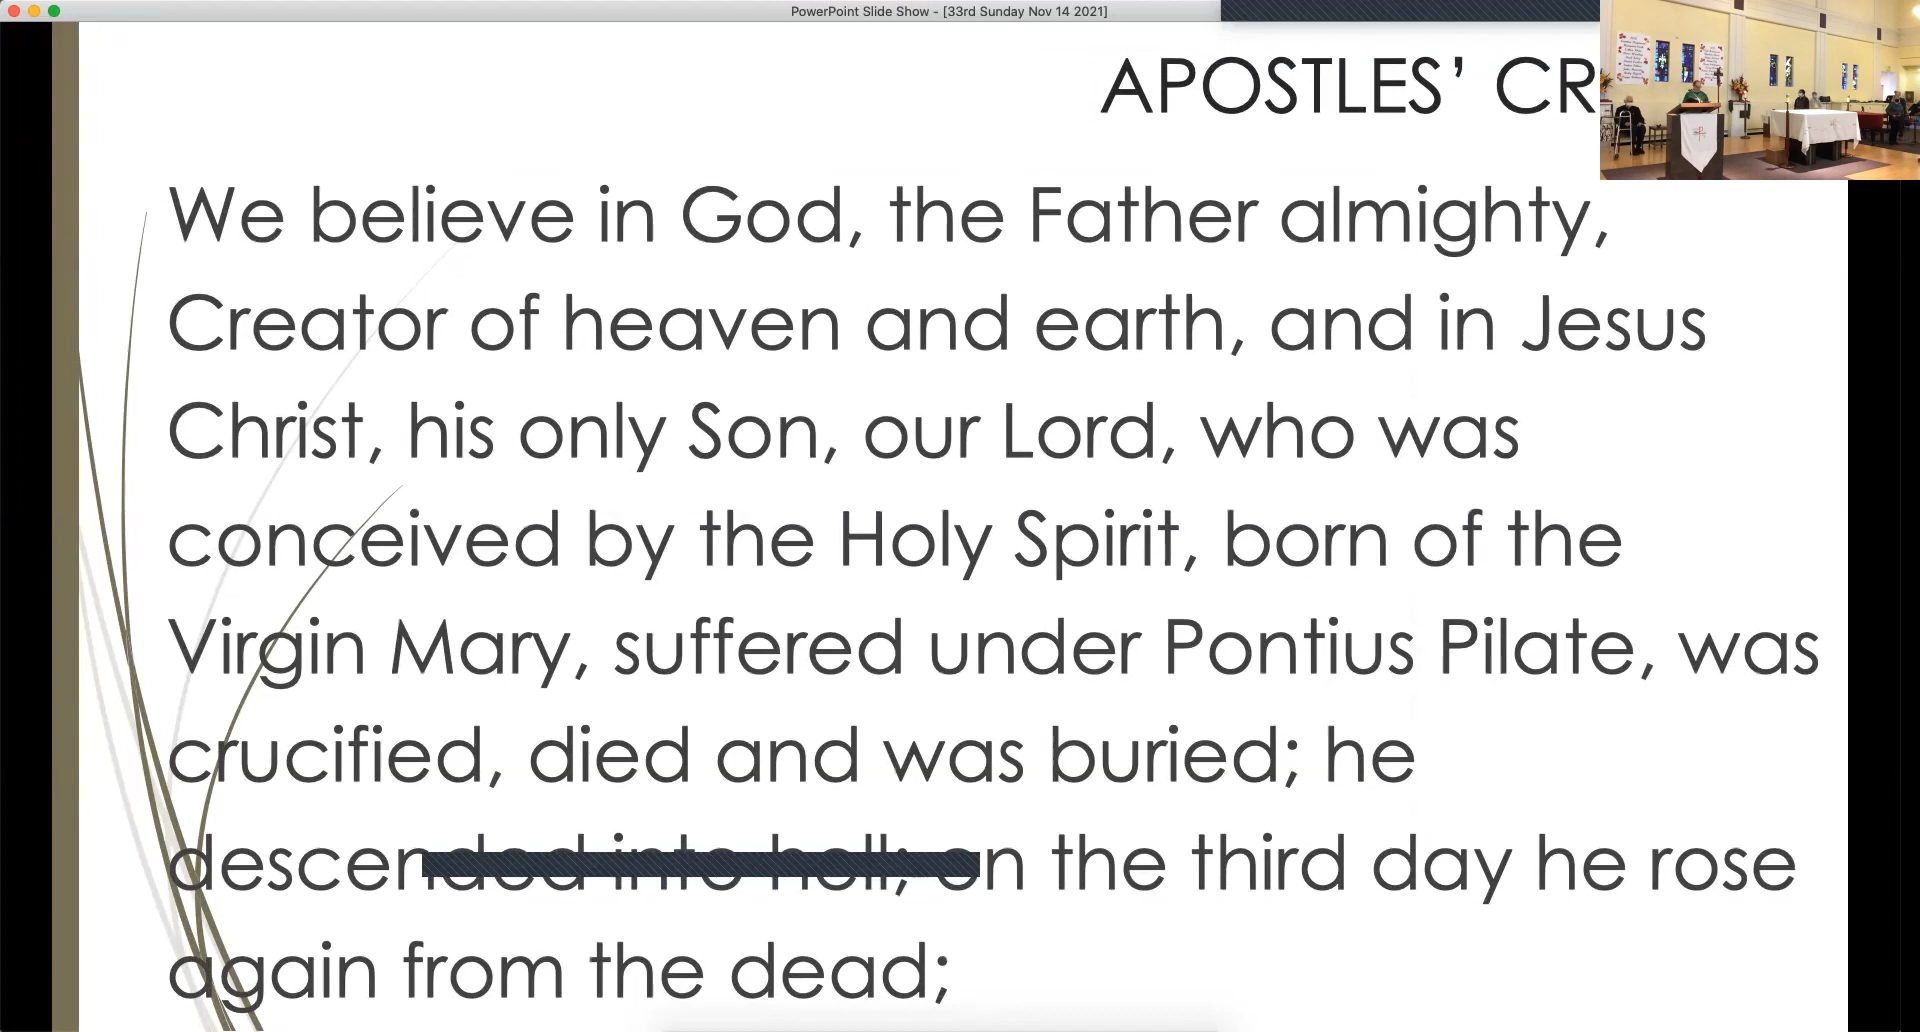 PowerPoint Slide Show - [33rd Sunday Nov 14 2021]
APOSTLES’ CR
We believe in God, the Father almighty,
Creator of heaven and earth, and in Jesus
Christ, his only Son, our Lord, who was
conceived by the Holy Spirit, born of the
Virgin Mary, suffered under Pontius Pilate, was
crucified, died and was buried; he
descended into hell; on the third day he rose
again from the dead;